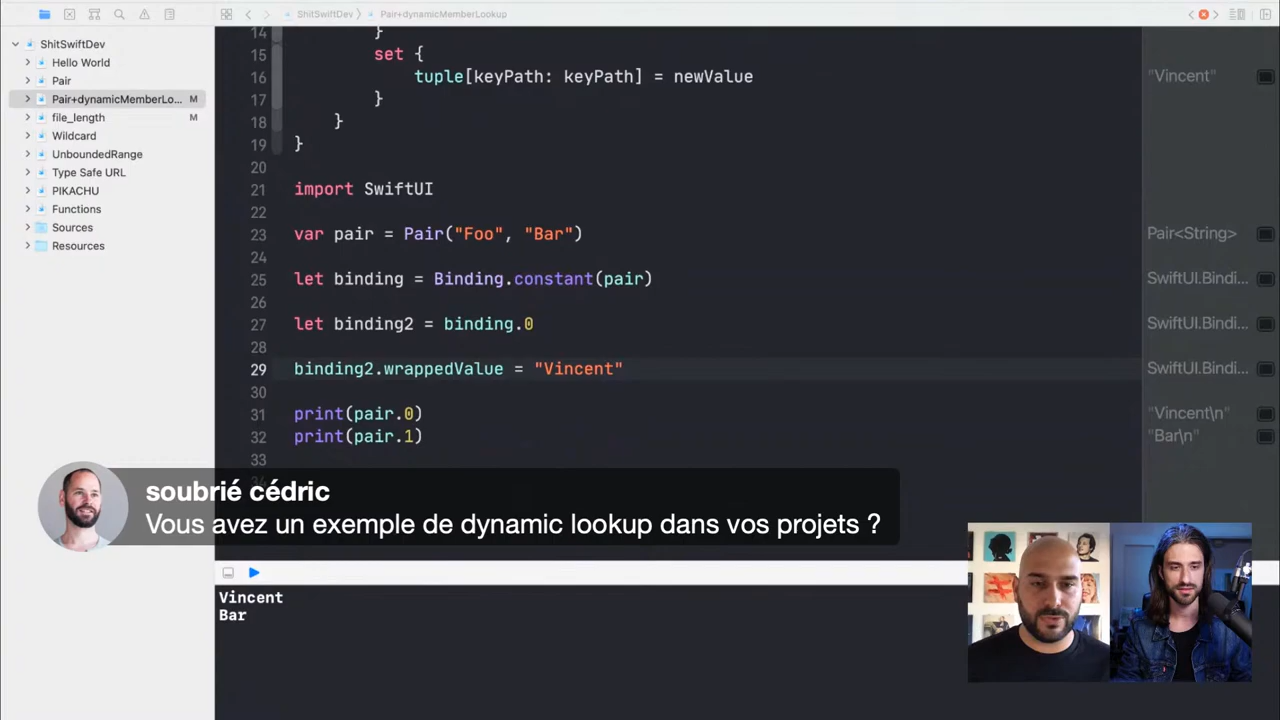 ShitSwiftDev
Pair+dynamicMemberLookup
ShitSwiftDev
Hello World
Pair
Pair+dynamicMemberLo... M
file_length M
Wildcard
UnboundedRange
Type Safe URL
PIKACHU
Functions
Sources
Resources
14 }
15 set {
16 tuple[keyPath: keyPath] = newValue
17 }
18 }
19 }
20
21 import SwiftUI
22
23 var pair = Pair("Foo", "Bar")
24
25 let binding = Binding.constant(pair)
26
27 let binding2 = binding.0
28
29 binding2.wrappedValue = "Vincent"
30
31 print(pair.0)
32 print(pair.1)
33
"Vincent"
Pair<String>
SwiftUI.Bindi...
SwiftUI.Bindi...
SwiftUI.Bindi...
"Vincent\n"
"Bar\n"
soubrié cédric
Vous avez un exemple de dynamic lookup dans vos projets ?
Vincent
Bar